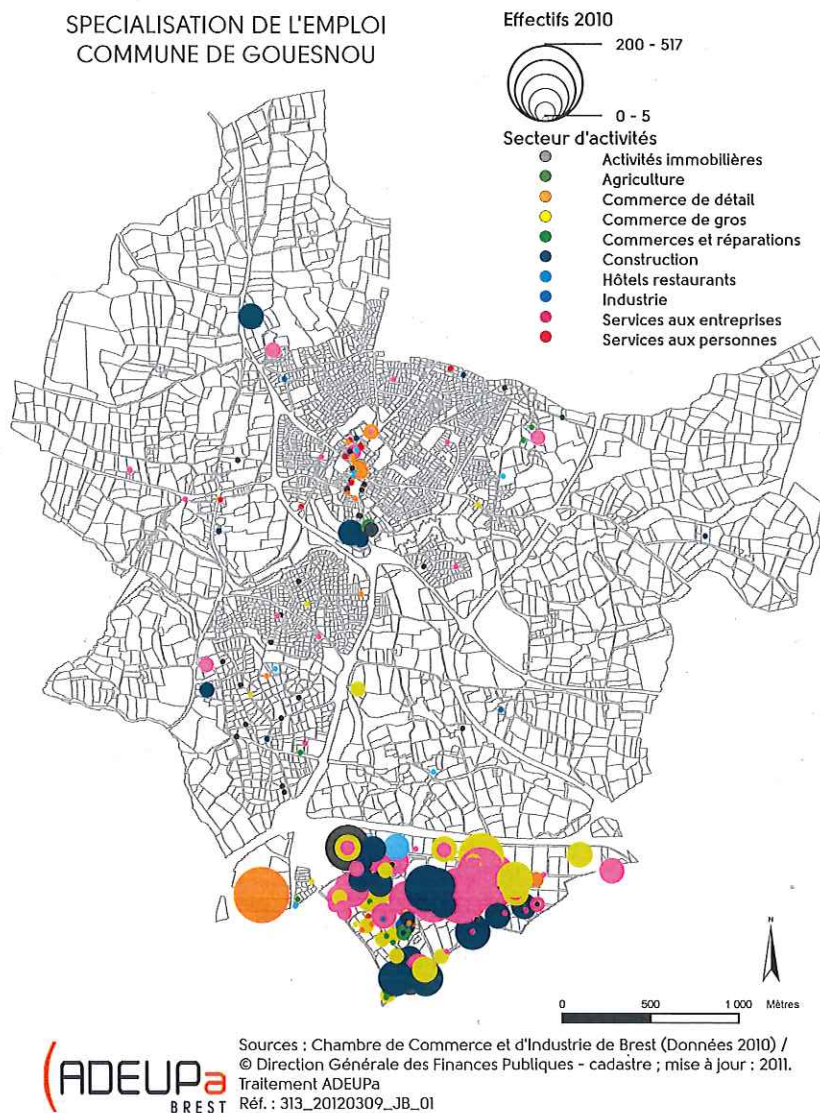 SPECIALISATION DE L'EMPLOI
COMMUNE DE GOUESNOU
Effectifs 2010
200 - 517
0 - 5
Secteur d'activités
Activités immobilières
Agriculture
Commerce de détail
Commerce de gros
Commerces et réparations
Construction
Hôtels restaurants
Industrie
Services aux entreprises
Services aux personnes
N
0 500 1 000 Mètres
ADEUPa
BREST
Sources : Chambre de Commerce et d'Industrie de Brest (Données 2010) /
© Direction Générale des Finances Publiques - cadastre ; mise à jour : 2011.
Traitement ADEUPa
Réf. : 313_20120309_JB_01